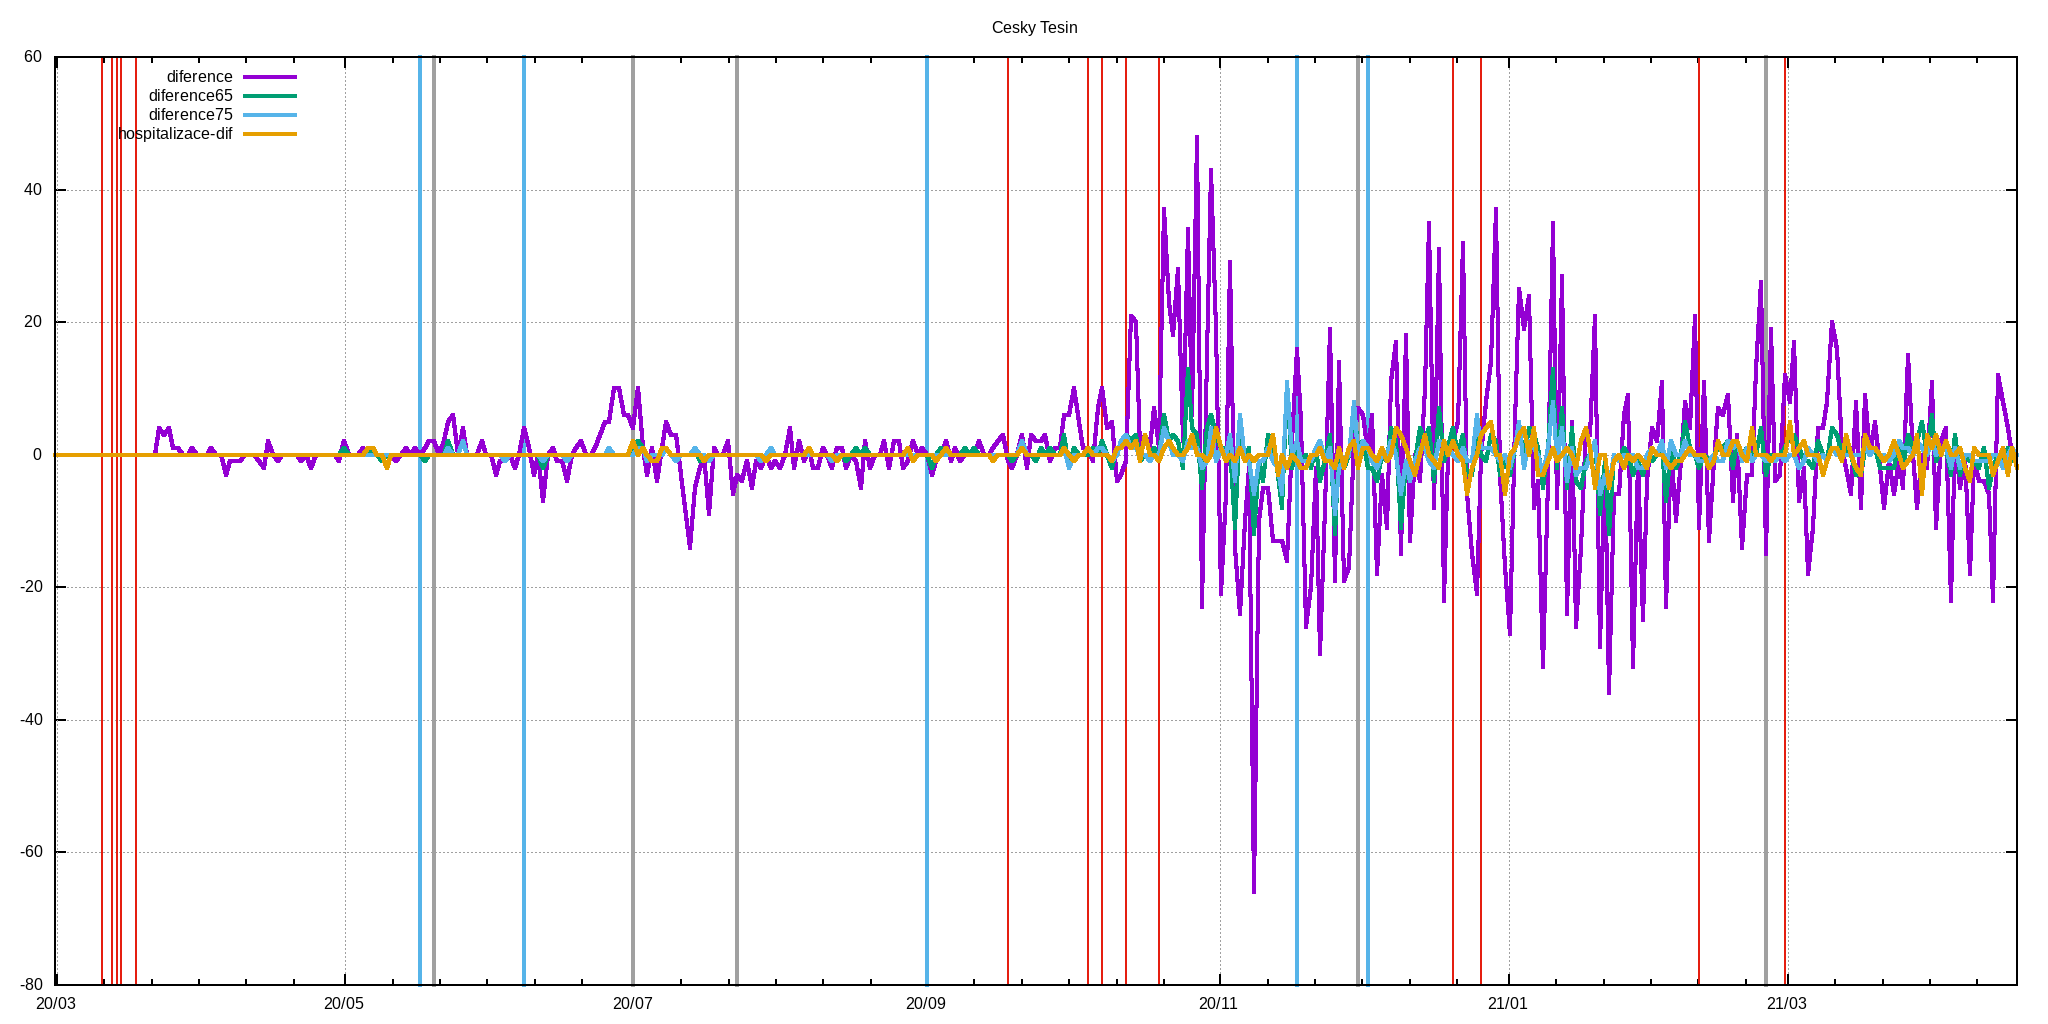 Cesky Tesin
60
diference
diference65
diference75
hospitalizace-dif
40
20
0
-20
-40
-60
-80
20/03 20/05 20/07 20/09 20/11 21/01 21/03